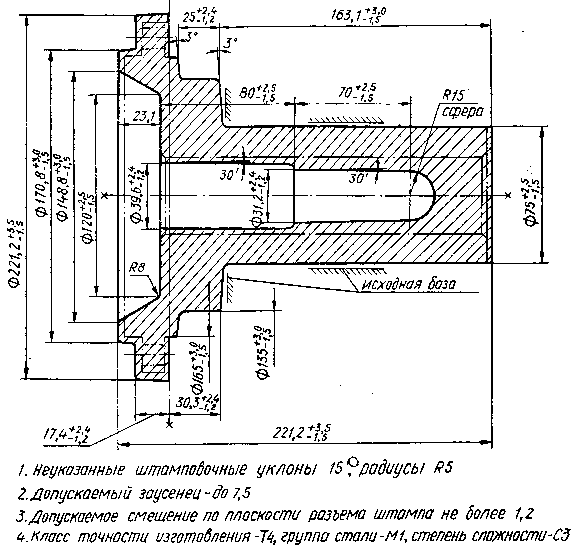 25 +2,4 -1,2
163,1 +3,0 -1,5
3°
3°
80 +2,5 -1,5
70 +2,5 -1,5
R15
сфера
23,1
30'
30'
Ф221,2 +3,5 -1,5
Ф170,8 +3,0 -1,5
Ф148,8 +3,0 -1,5
Ф120 +2,5 -1,5
Ф39,6 +2,4 -1,2
Ф31,2 +2,4 -1,2
Ф75 +2,5 -1,5
R8
исходная база
Ф165 +3,0 -1,5
Ф135 +3,0 -1,5
30,3 +2,4 -1,2
17,4 +2,4 -1,2
221,2 +3,5 -1,5
1. Неуказанные штамповочные уклоны 15°, радиусы R5
2. Допускаемый заусенец - до 7,5
3. Допускаемое смещение по плоскости разъема штампа не более 1,2
4. Класс точности изготовления - Т4, группа стали - М1, степень сложности - С3